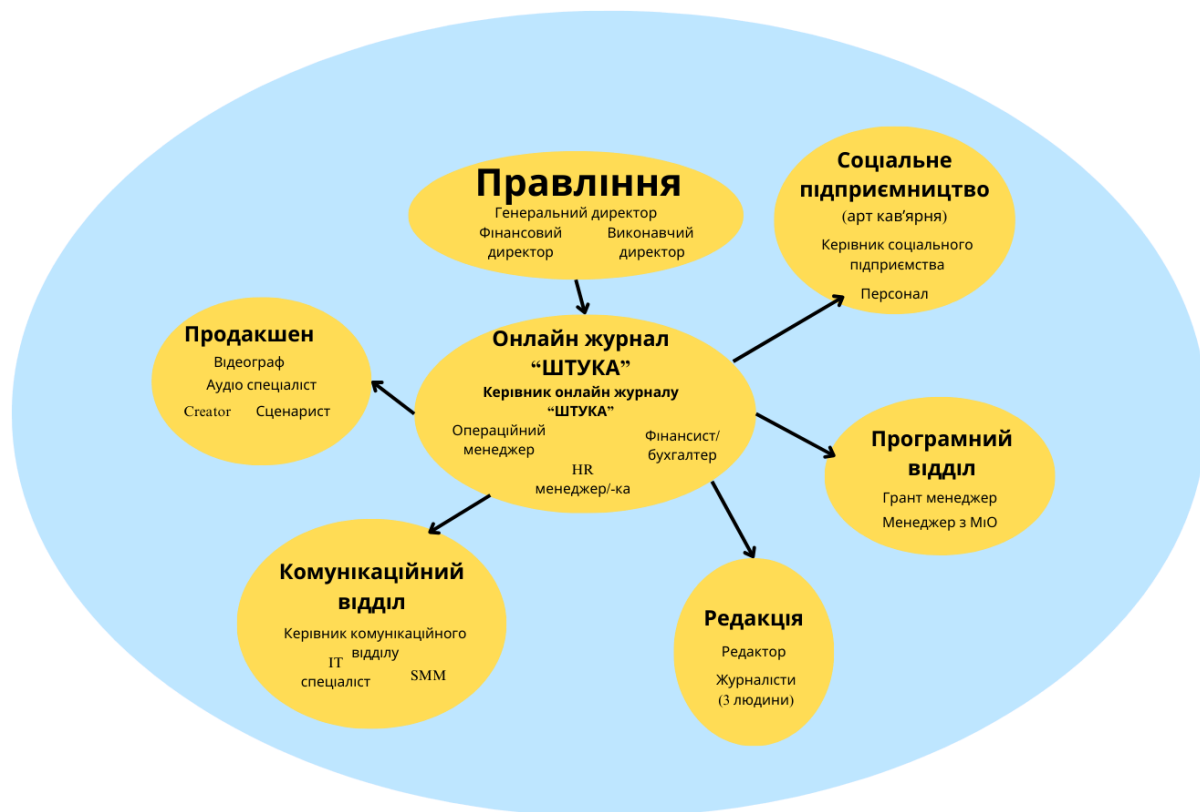 Правління
Генеральний директор
Фінансовий директор
Виконавчий директор
Соціальне
підприємництво
(арт кав’ярня)
Керівник соціального
підприємства
Персонал
Продакшен
Відеограф
Аудіо спеціаліст
Creator Сценарист
Онлайн журнал
“ШТУКА”
Керівник онлайн журналу
“ШТУКА”
Операційний
менеджер
Фінансист/
бухгалтер
HR
менеджер/-ка
Програмний
відділ
Грант менеджер
Менеджер з МіО
Комунікаційний
відділ
Керівник комунікаційного
відділу
IT
спеціаліст
SMM
Редакція
Редактор
Журналісти
(3 людини)